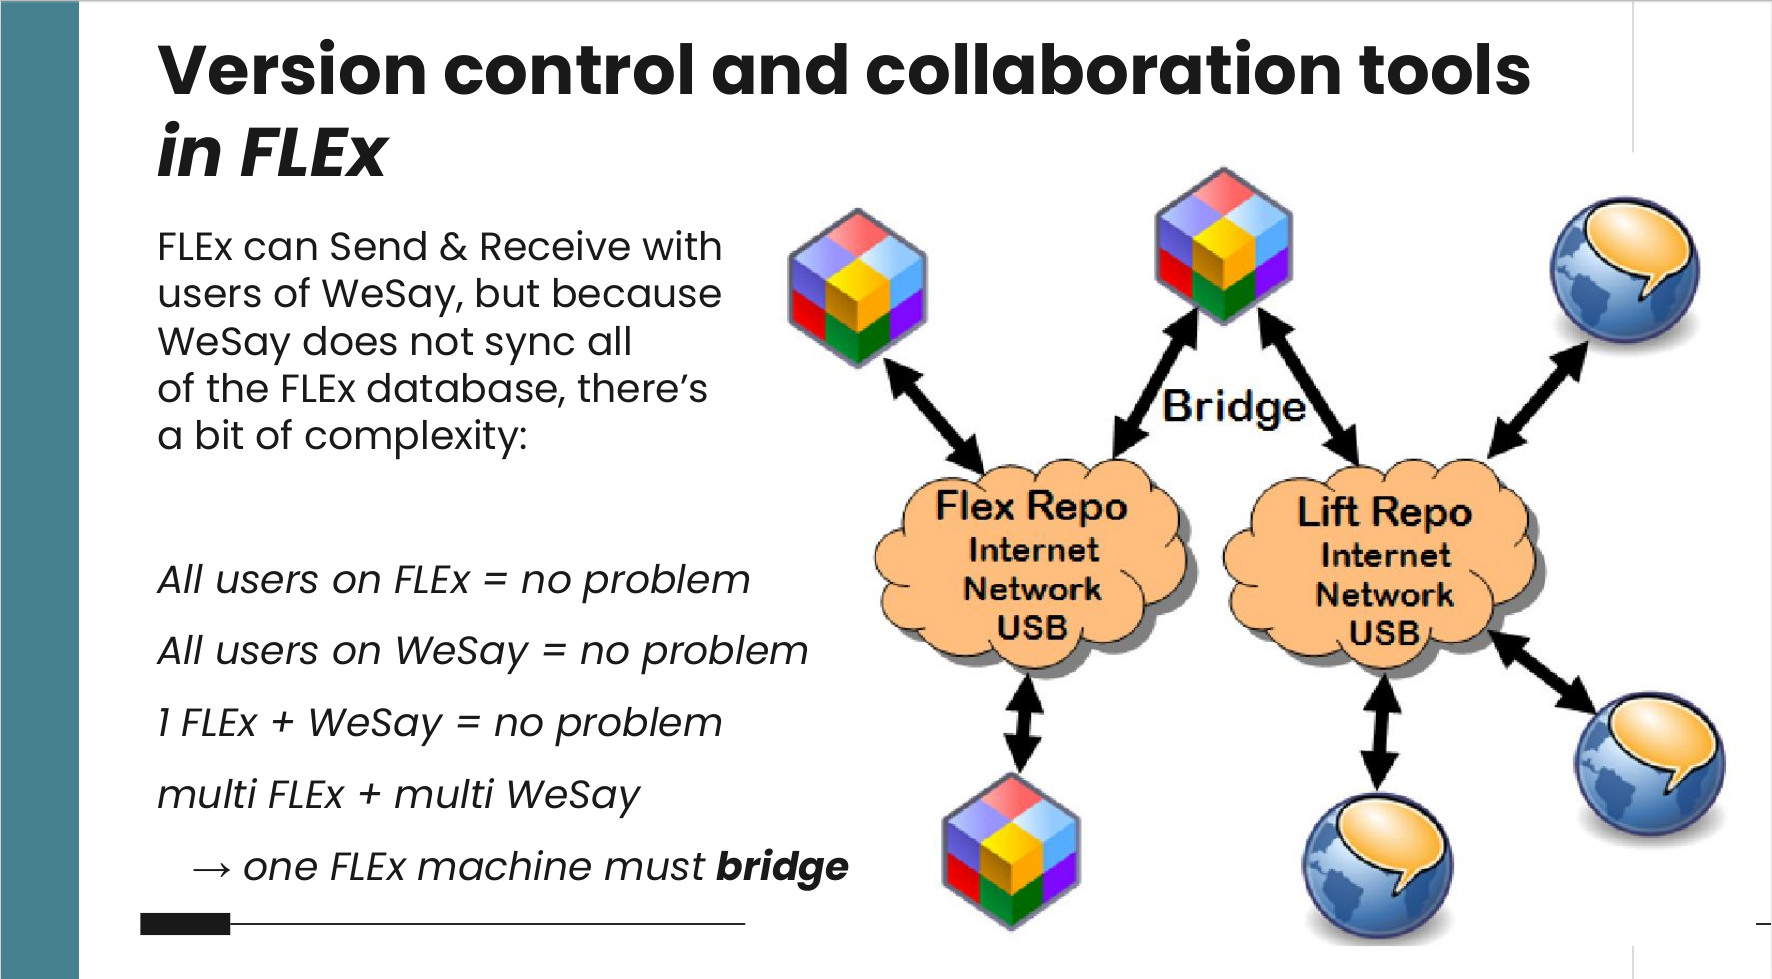 Version control and collaboration tools
in FLEx
FLEx can Send & Receive with
users of WeSay, but because
WeSay does not sync all
of the FLEx database, there’s
a bit of complexity:
All users on FLEx = no problem
All users on WeSay = no problem
1 FLEx + WeSay = no problem
multi FLEx + multi WeSay
→ one FLEx machine must bridge
Bridge
Flex Repo
Internet
Network
USB
Lift Repo
Internet
Network
USB